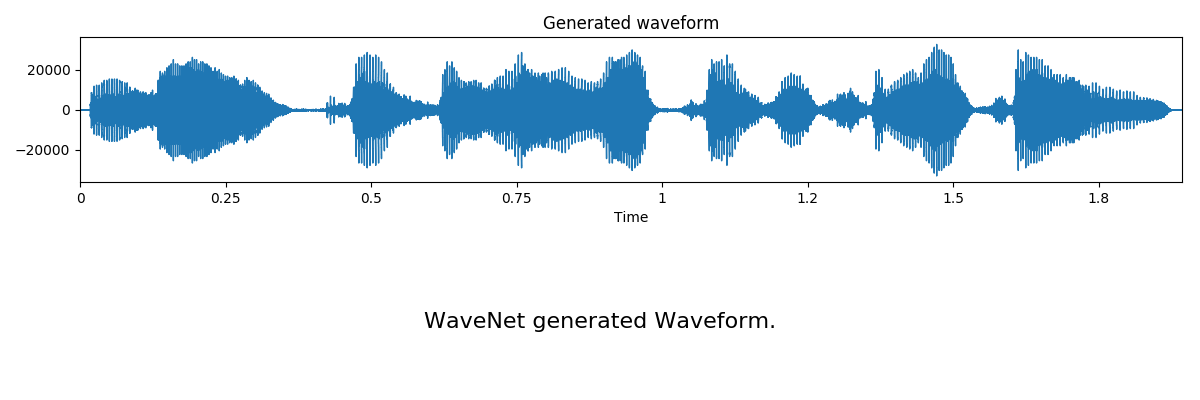 Generated waveform
20000
0
−20000
0 0.25 0.5 0.75 1 1.2 1.5 1.8
Time
WaveNet generated Waveform.